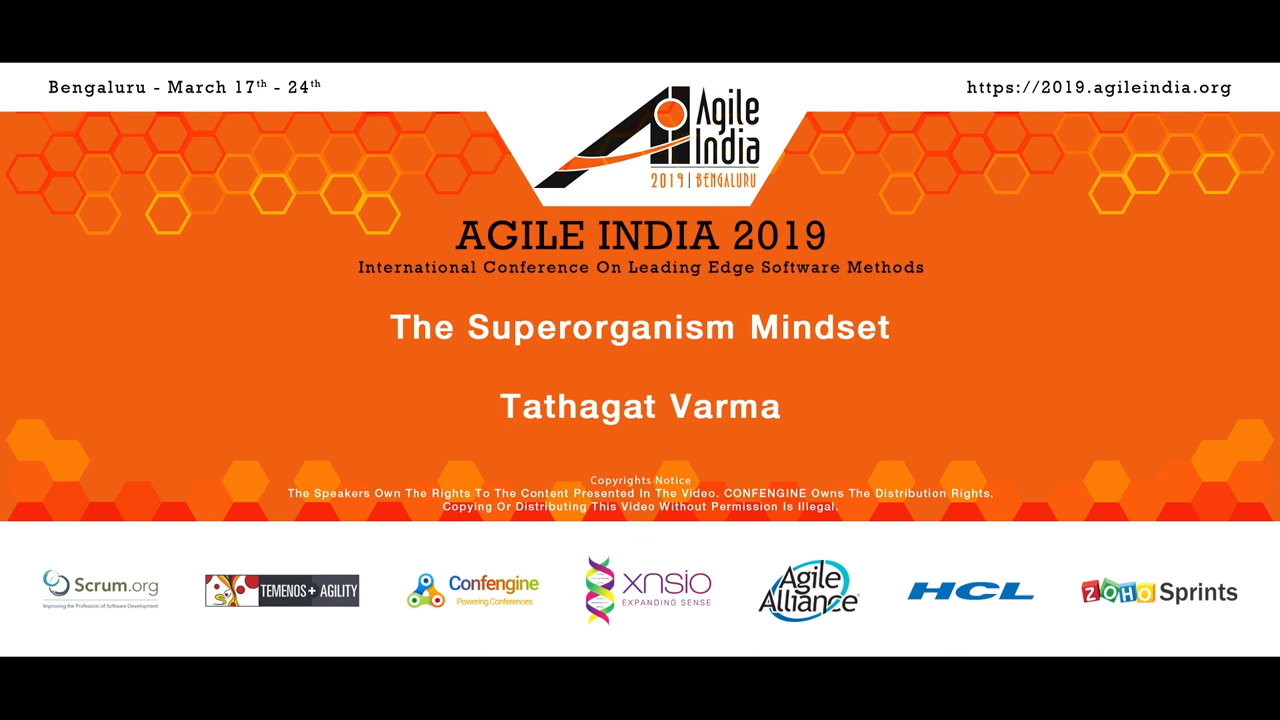 Bengaluru - March 17th - 24th
https://2019.agileindia.org
Agile
India
2019 | BENGALURU
AGILE INDIA 2019
International Conference On Leading Edge Software Methods
The Superorganism Mindset
Tathagat Varma
Copyrights Notice
The Speakers Own The Rights To The Content Presented In The Video. CONFENGINE Owns The Distribution Rights.
Copying Or Distributing This Video Without Permission Is Illegal.
Scrum.org
Improving the Profession of Software Development
TEMENOS+ AGILITY
Confengine
Powering Conferences
xnsio
EXPANDING SENSE
Agile
Alliance
HCL
ZOHO Sprints